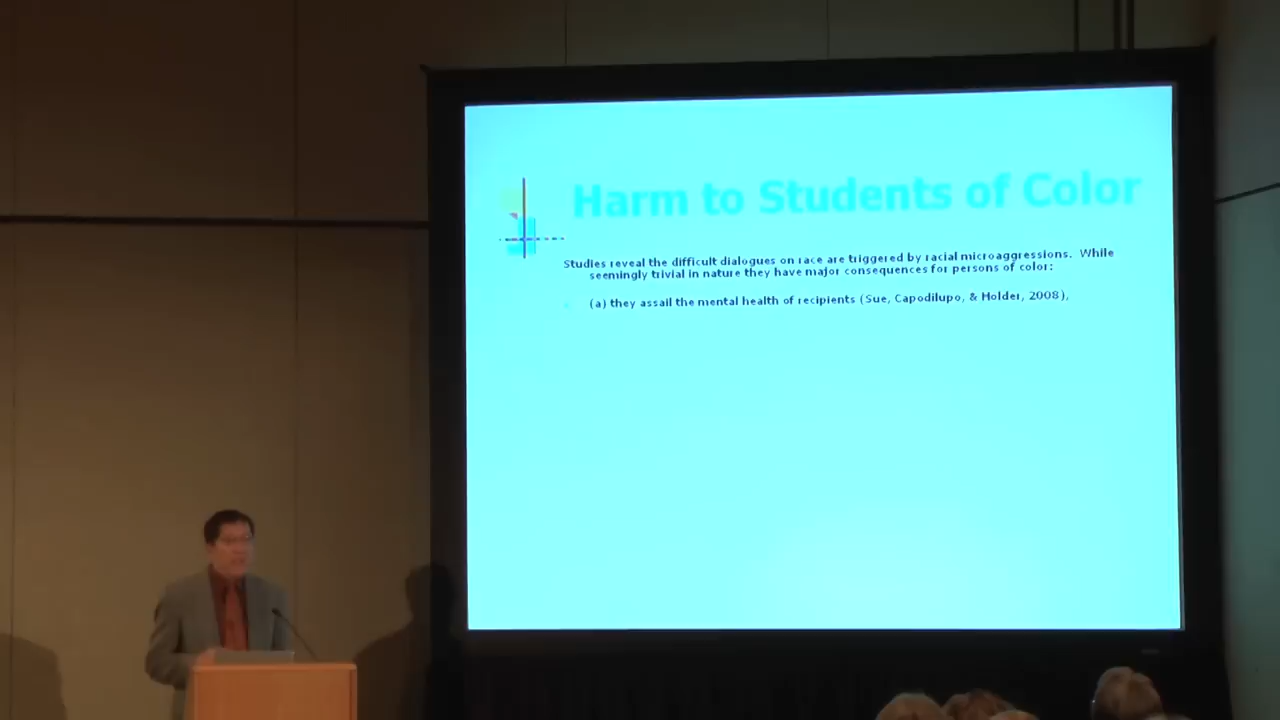 Harm to Students of Color
Studies reveal the difficult dialogues on race are triggered by racial microaggressions. While
seemingly trivial in nature they have major consequences for persons of color:
(a) they assail the mental health of recipients (Sue, Capodilupo, & Holder, 2008),